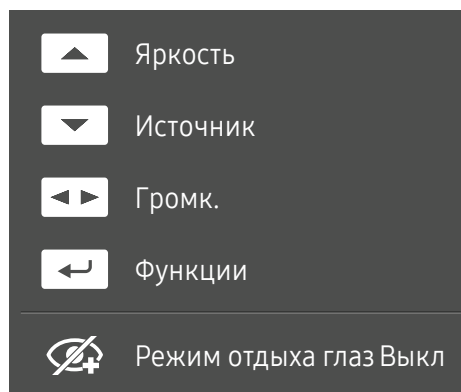 Яркость
Источник
Громк.
Функции
Режим отдыха глаз Выкл